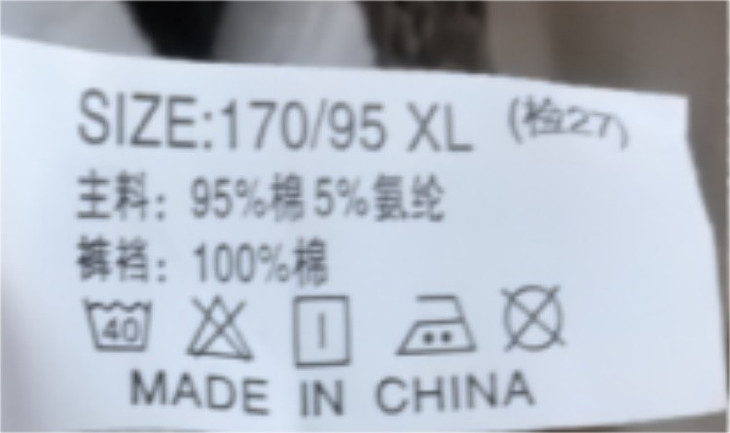 SIZE:170/95 XL (检27)
主料：95%棉 5%氨纶
裤裆：100%棉
40
MADE IN CHINA